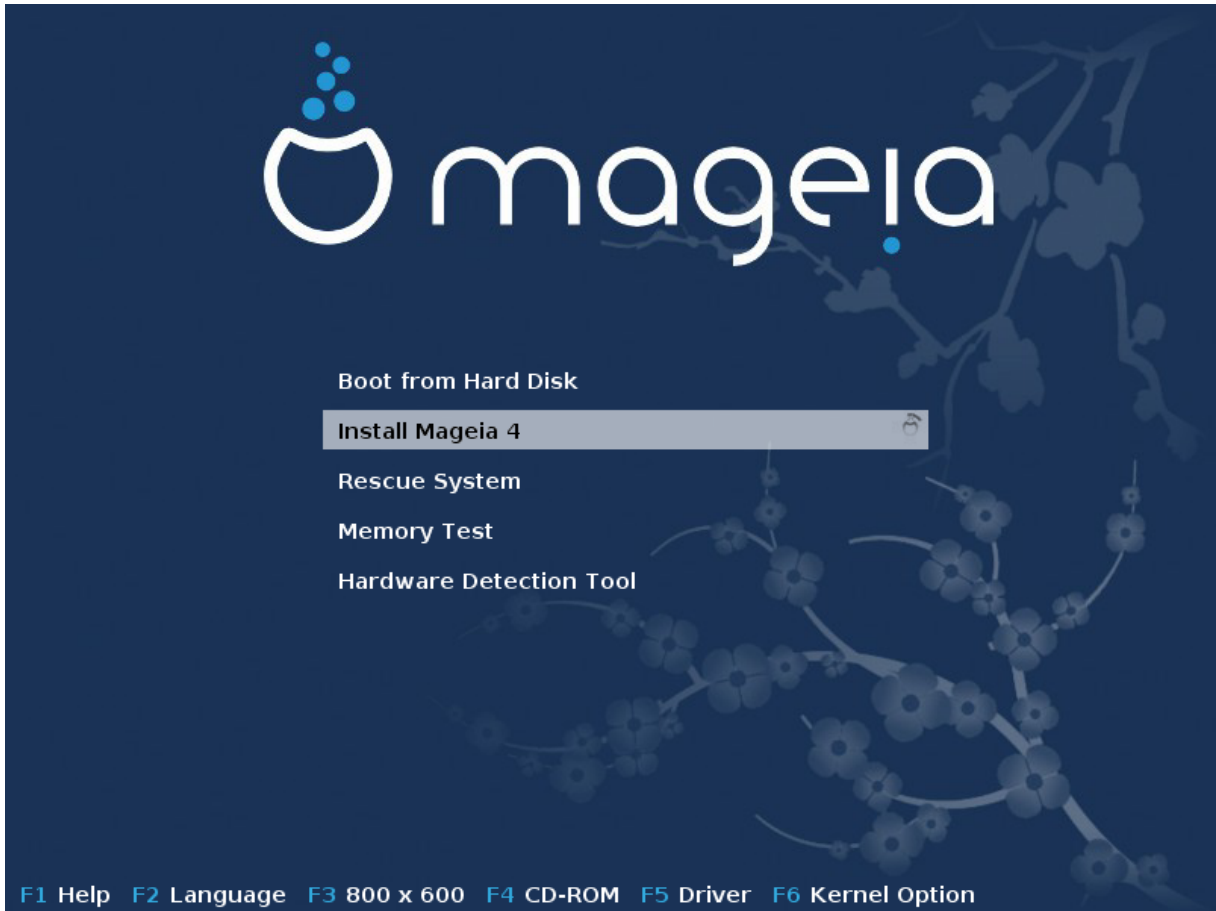 mageia
Boot from Hard Disk
Install Mageia 4
Rescue System
Memory Test
Hardware Detection Tool
F1 Help F2 Language F3 800 x 600 F4 CD-ROM F5 Driver F6 Kernel Option